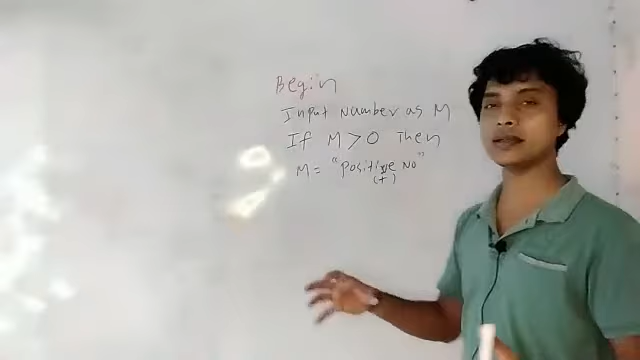 Begin
Input Number as M
If M > 0 Then
M = "Positive No"
(+)